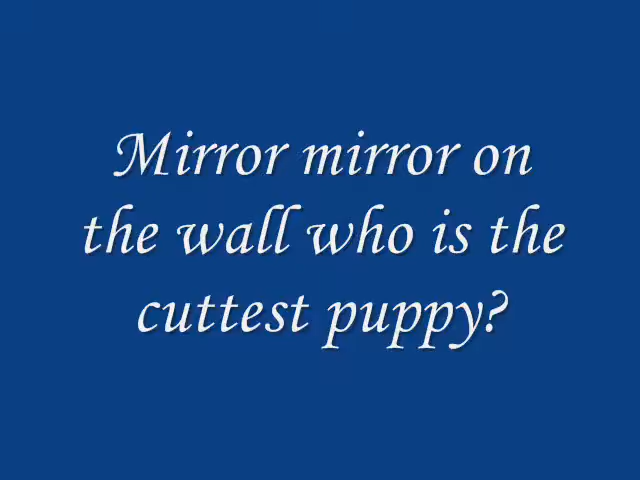 Mirror mirror on
the wall who is the
cuttest puppy?